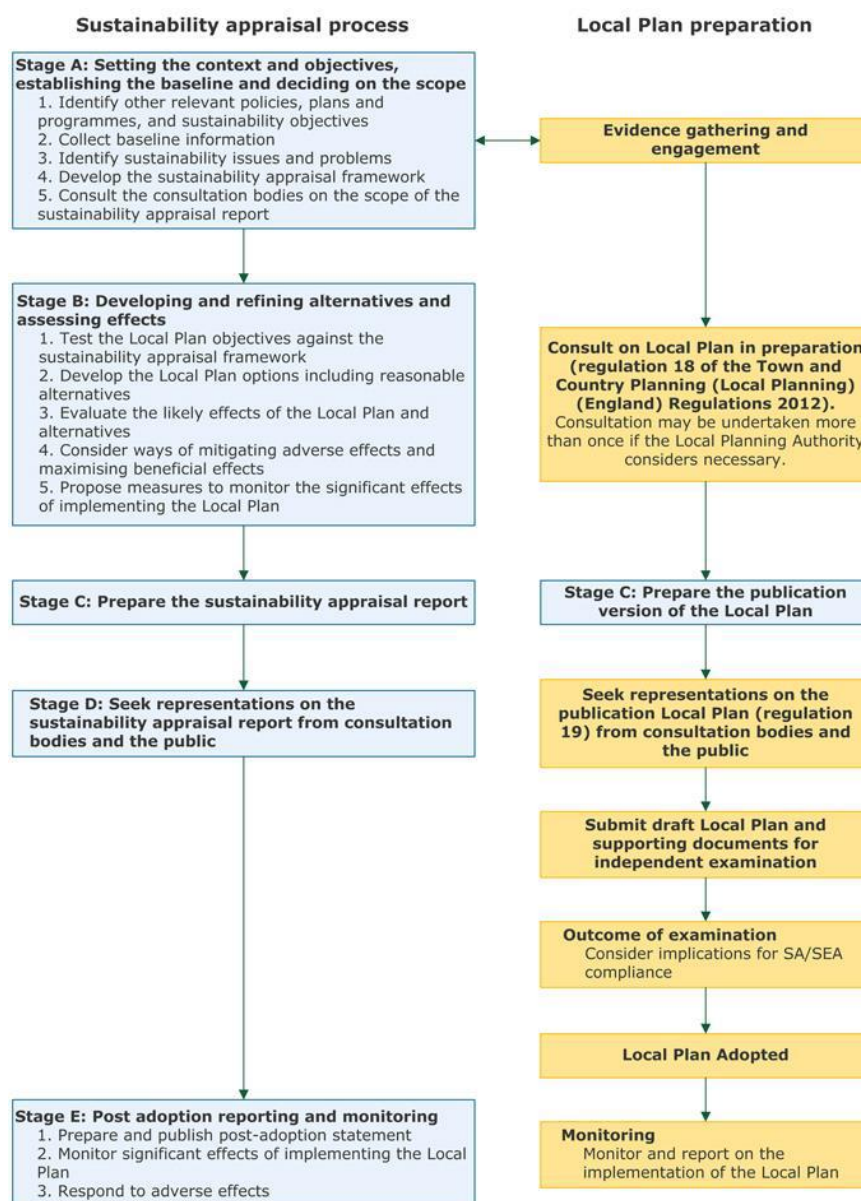 Sustainability appraisal process
Local Plan preparation
Stage A: Setting the context and objectives,
establishing the baseline and deciding on the scope
1. Identify other relevant policies, plans and
programmes, and sustainability objectives
2. Collect baseline information
3. Identify sustainability issues and problems
4. Develop the sustainability appraisal framework
5. Consult the consultation bodies on the scope of the
sustainability appraisal report
Evidence gathering and
engagement
Stage B: Developing and refining alternatives and
assessing effects
1. Test the Local Plan objectives against the
sustainability appraisal framework
2. Develop the Local Plan options including reasonable
alternatives
3. Evaluate the likely effects of the Local Plan and
alternatives
4. Consider ways of mitigating adverse effects and
maximising beneficial effects
5. Propose measures to monitor the significant effects
of implementing the Local Plan
Consult on Local Plan in preparation
(regulation 18 of the Town and
Country Planning (Local Planning)
(England) Regulations 2012).
Consultation may be undertaken more
than once if the Local Planning Authority
considers necessary.
Stage C: Prepare the sustainability appraisal report
Stage C: Prepare the publication
version of the Local Plan
Stage D: Seek representations on the
sustainability appraisal report from consultation
bodies and the public
Seek representations on the
publication Local Plan (regulation
19) from consultation bodies and
the public
Submit draft Local Plan and
supporting documents for
independent examination
Outcome of examination
Consider implications for SA/SEA
compliance
Local Plan Adopted
Stage E: Post adoption reporting and monitoring
1. Prepare and publish post-adoption statement
2. Monitor significant effects of implementing the Local
Plan
3. Respond to adverse effects
Monitoring
Monitor and report on the
implementation of the Local Plan